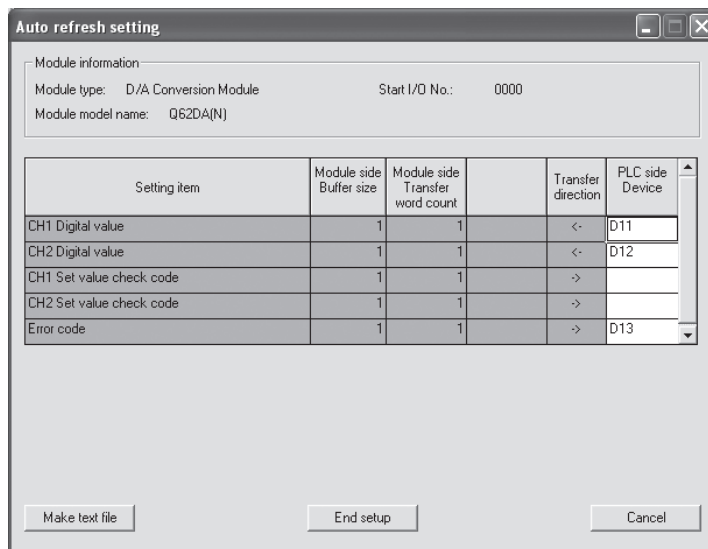 Auto refresh setting
Module information
Module type: D/A Conversion Module Start I/O No.: 0000
Module model name: Q62DA(N)
Setting item Module side Buffer size Module side Transfer word count Transfer direction PLC side Device
CH1 Digital value 1 1 <- D11
CH2 Digital value 1 1 <- D12
CH1 Set value check code 1 1 ->
CH2 Set value check code 1 1 ->
Error code 1 1 -> D13
Make text file End setup Cancel